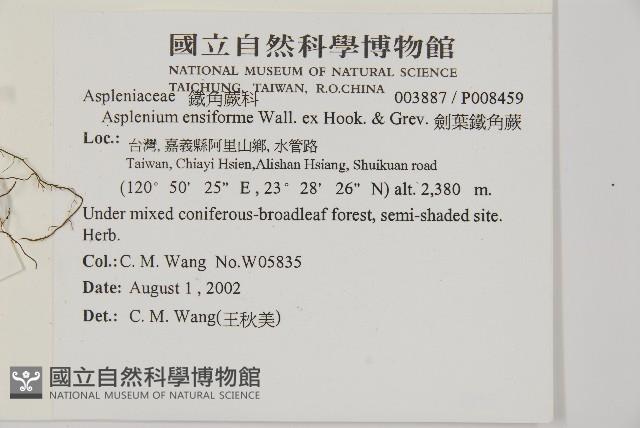 國立自然科學博物館
NATIONAL MUSEUM OF NATURAL SCIENCE
TAICHUNG, TAIWAN, R.O.CHINA
Aspleniaceae 鐵角蕨科 003887 / P008459
Asplenium ensiforme Wall. ex Hook. & Grev. 劍葉鐵角蕨
Loc.: 台灣, 嘉義縣阿里山鄉, 水管路
Taiwan, Chiayi Hsien,Alishan Hsiang, Shuikuan road
(120° 50' 25" E , 23° 28' 26" N) alt. 2,380 m.
Under mixed coniferous-broadleaf forest, semi-shaded site.
Herb.
Col.: C. M. Wang No.W05835
Date: August 1 , 2002
Det.: C. M. Wang(王秋美)
國立自然科學博物館
NATIONAL MUSEUM OF NATURAL SCIENCE